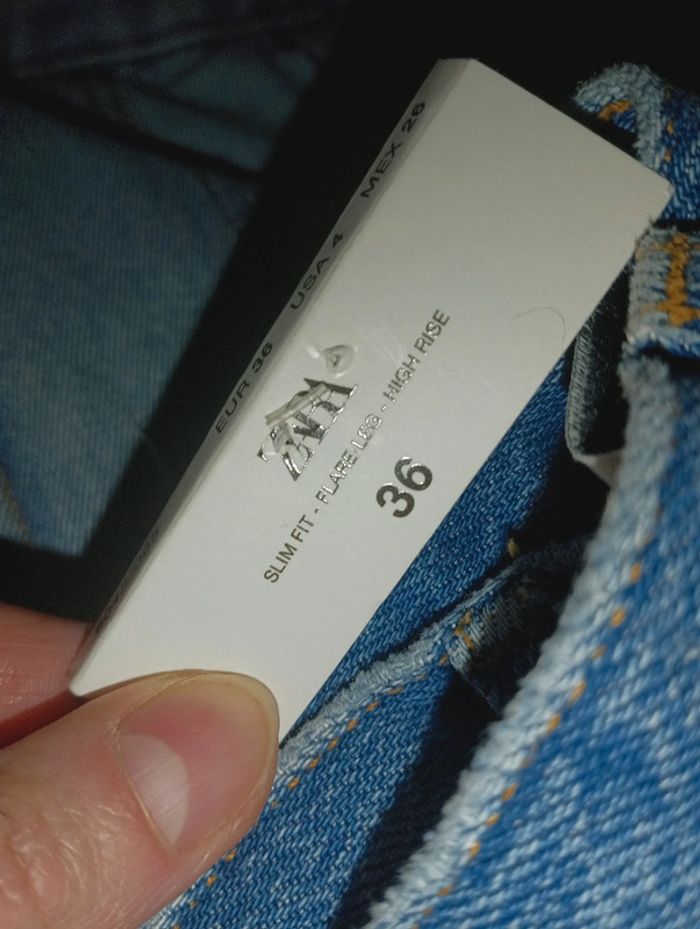 EUR 36 USA 4 MEX 26
ZARA
SLIM FIT - FLARE LEG - HIGH RISE
36